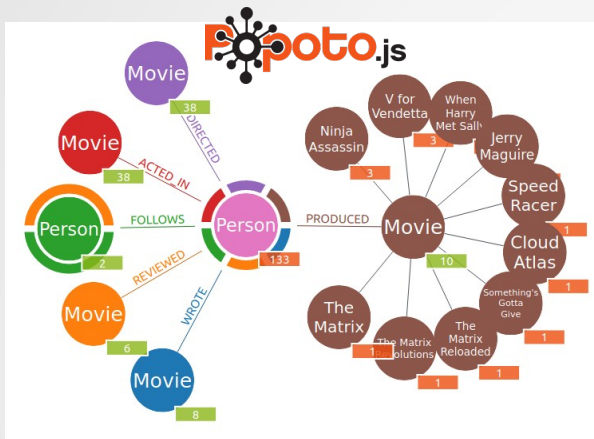 Popoto.js
Movie
38
DIRECTED
Movie
38
ACTED_IN
Person
2
FOLLOWS
Movie
6
REVIEWED
Movie
8
WROTE
Person
133
PRODUCED
Movie
10
Ninja
Assassin
3
V for
Vendetta
3
When
Harry
Met Sally
Jerry
Maguire
Speed
Racer
1
Cloud
Atlas
1
Something's
Gotta
Give
1
The
Matrix
Reloaded
1
The Matrix
Revolutions
1
The
Matrix
1